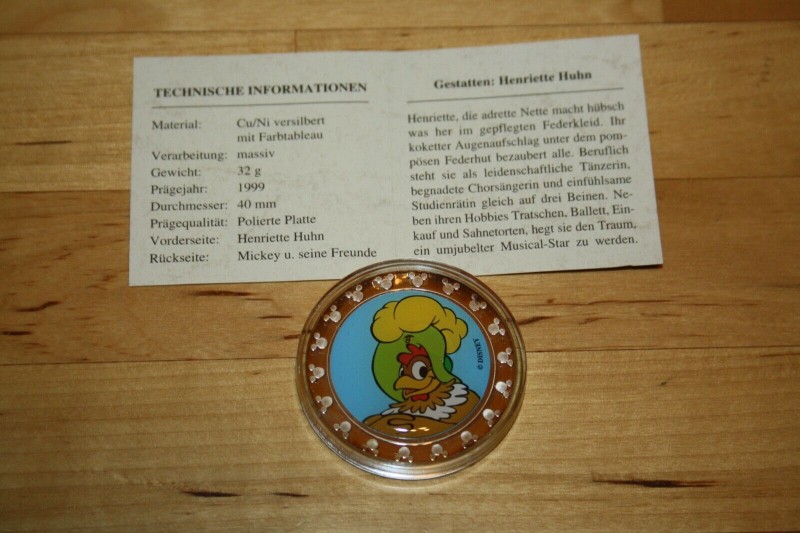 TECHNISCHE INFORMATIONEN
Material: Cu/Ni versilbert
mit Farbtableau
Verarbeitung: massiv
Gewicht: 32 g
Prägejahr: 1999
Durchmesser: 40 mm
Prägequalität: Polierte Platte
Vorderseite: Henriette Huhn
Rückseite: Mickey u. seine Freunde
Gestatten: Henriette Huhn
Henriette, die adrette Nette macht hübsch
was her im gepflegten Federkleid. Ihr
koketter Augenaufschlag unter dem pom-
pösen Federhut bezaubert alle. Beruflich
steht sie als leidenschaftliche Tänzerin,
begnadete Chorsängerin und einfühlsame
Studienrätin gleich auf drei Beinen. Ne-
ben ihren Hobbies Tratschen, Ballett, Ein-
kauf und Sahnetorten, hegt sie den Traum,
ein umjubelter Musical-Star zu werden.
© DISNEY